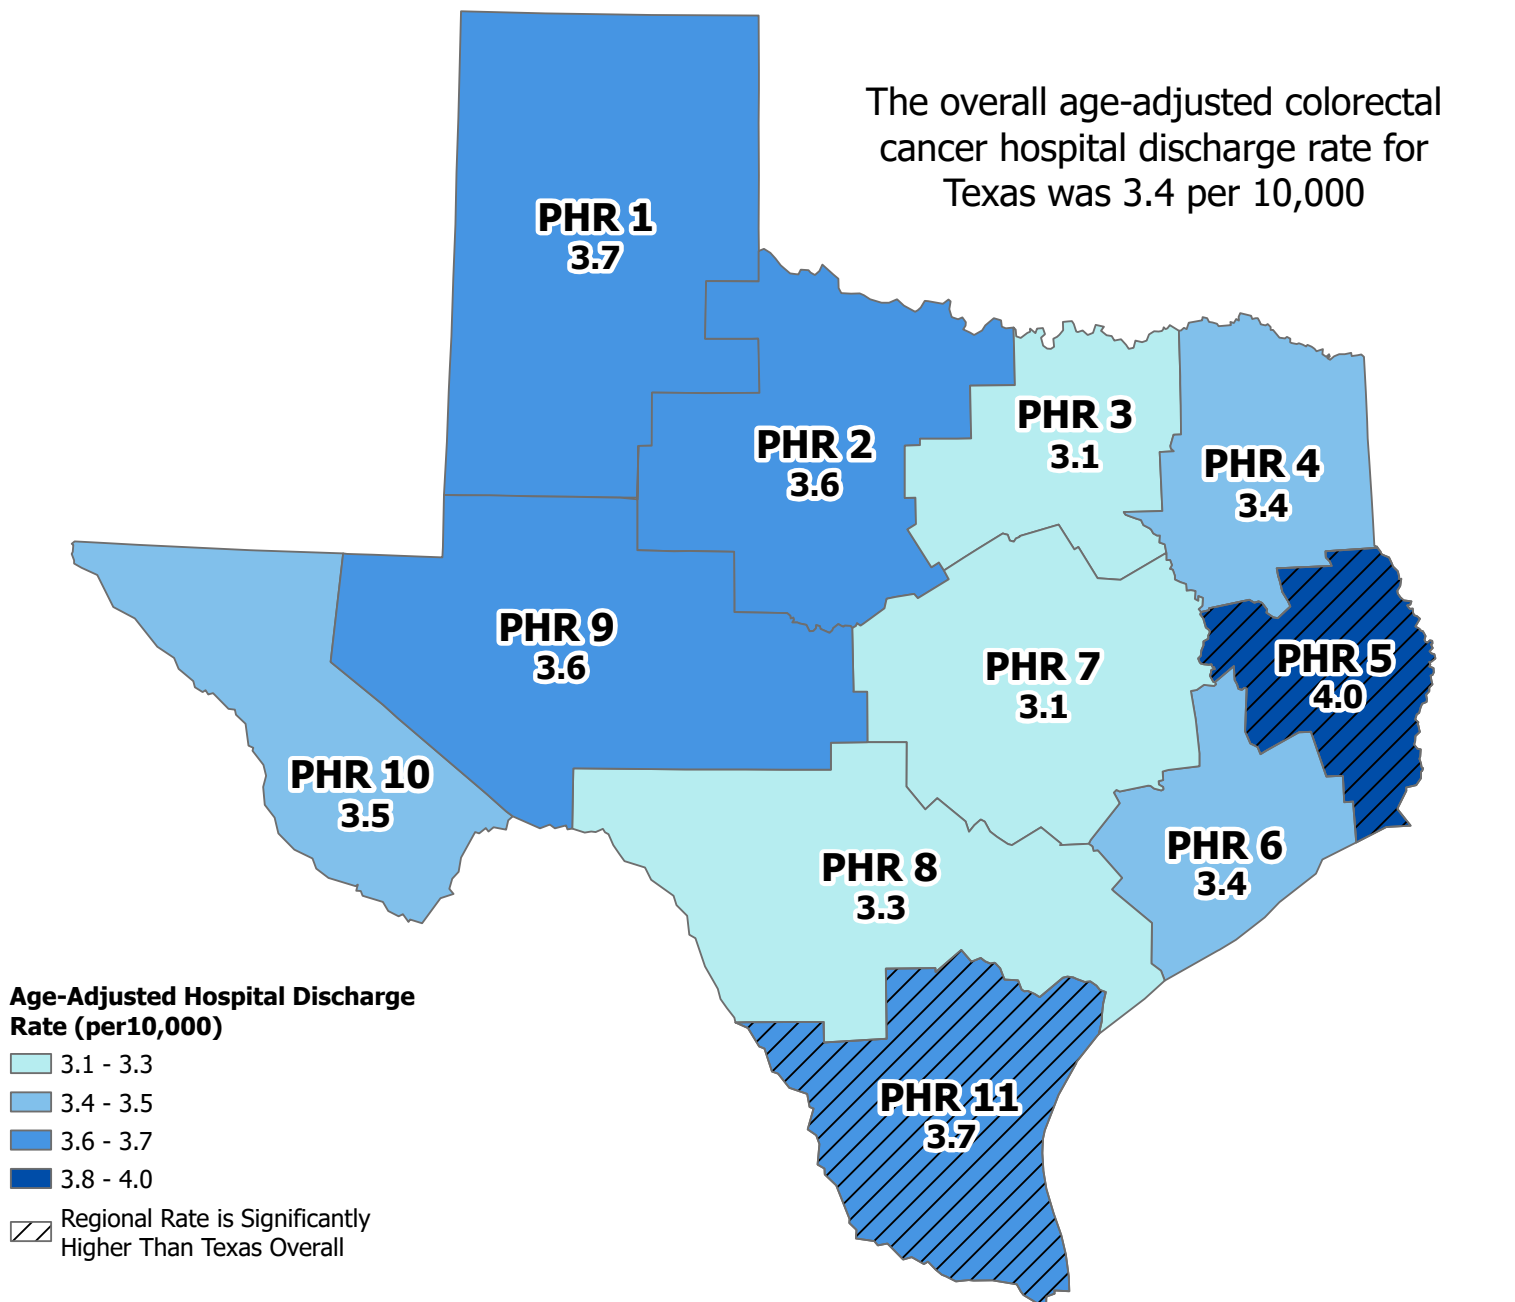 The overall age-adjusted colorectal
cancer hospital discharge rate for
Texas was 3.4 per 10,000
PHR 1
3.7
PHR 2
3.6
PHR 3
3.1
PHR 4
3.4
PHR 9
3.6
PHR 7
3.1
PHR 5
4.0
PHR 10
3.5
PHR 8
3.3
PHR 6
3.4
PHR 11
3.7
Age-Adjusted Hospital Discharge
Rate (per10,000)
3.1 - 3.3
3.4 - 3.5
3.6 - 3.7
3.8 - 4.0
Regional Rate is Significantly
Higher Than Texas Overall